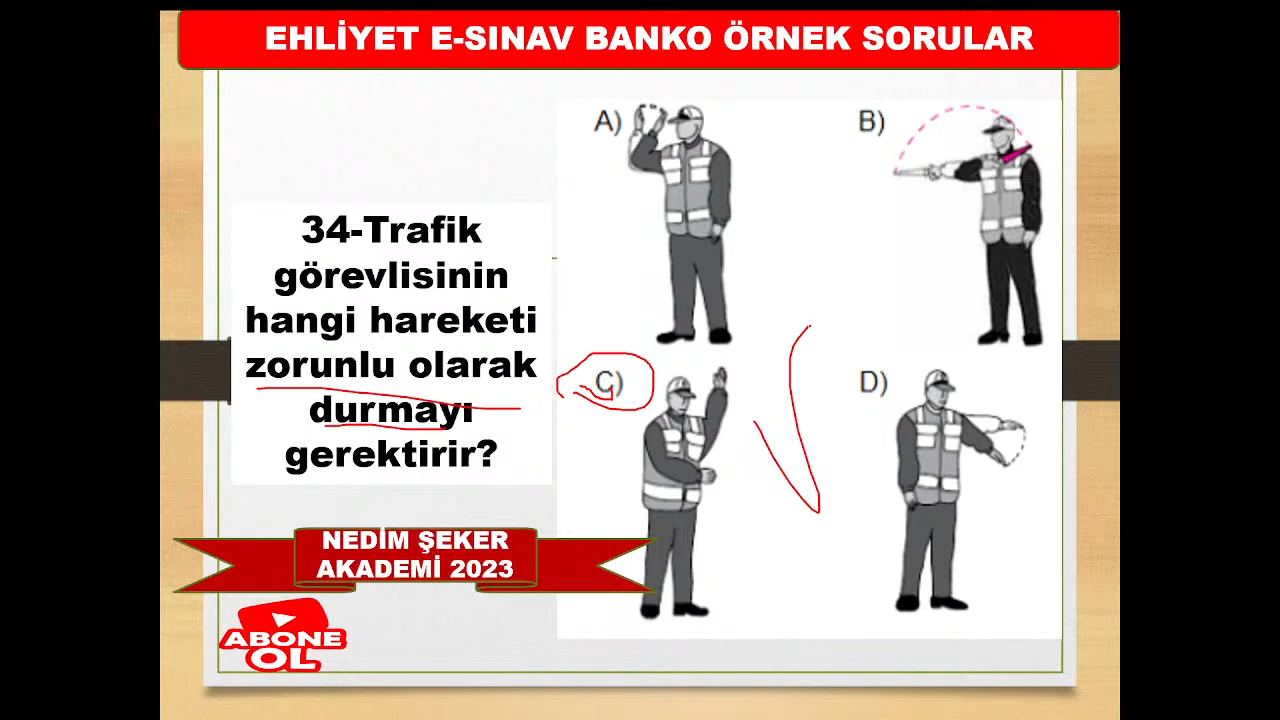 EHLİYET E-SINAV BANKO ÖRNEK SORULAR
34-Trafik
görevlisinin
hangi hareketi
zorunlu olarak
durmayı
gerektirir?
A)
B)
C)
D)
NEDİM ŞEKER
AKADEMİ 2023
ABONE
OL